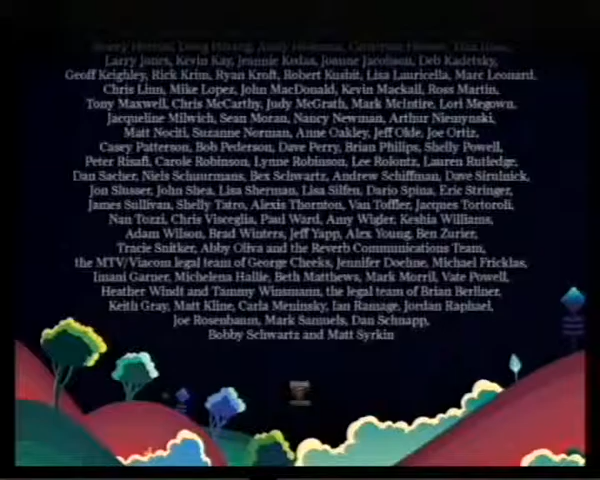 Larry Jones, Kevin Kay, Jeannie Kedas, Joanne Jacobson, Deb Kadetsky,
Geoff Keighley, Rick Krim, Ryan Kroft, Robert Kusbit, Lisa Lauricella, Marc Leonard,
Chris Linn, Mike Lopez, John MacDonald, Kevin Mackall, Ross Martin,
Tony Maxwell, Chris McCarthy, Judy McGrath, Mark McIntire, Lori Megown,
Jacqueline Milwich, Sean Moran, Nancy Newman, Arthur Niemynski,
Matt Nociti, Suzanne Norman, Anne Oakley, Jeff Olde, Joe Ortiz,
Casey Patterson, Bob Pederson, Dave Perry, Brian Philips, Shelly Powell,
Peter Risafi, Carole Robinson, Lynne Robinson, Lee Rolontz, Lauren Rutledge,
Dan Sacher, Niels Schuurmans, Bex Schwartz, Andrew Schiffman, Dave Sirulnick,
Jon Slusser, John Shea, Lisa Sherman, Lisa Silfen, Dario Spina, Eric Stringer,
James Sullivan, Shelly Tatro, Alexis Thornton, Van Toffler, Jacques Tortoroli,
Nan Tozzi, Chris Visceglia, Paul Ward, Amy Wigler, Keshia Williams,
Adam Wilson, Brad Winters, Jeff Yapp, Alex Young, Ben Zurier,
Tracie Snitker, Abby Oliva and the Reverb Communications Team,
the MTV/Viacom legal team of George Cheeks, Jennifer Doehne, Michael Fricklas,
Imani Garner, Michelena Hallie, Beth Matthews, Mark Morril, Vate Powell,
Heather Windt and Tammy Winsmann, the legal team of Brian Berliner,
Keith Gray, Matt Kline, Carla Meninsky, Ian Ramage, Jordan Raphael,
Joe Rosenbaum, Mark Samuels, Dan Schnapp,
Bobby Schwartz and Matt Syrkin